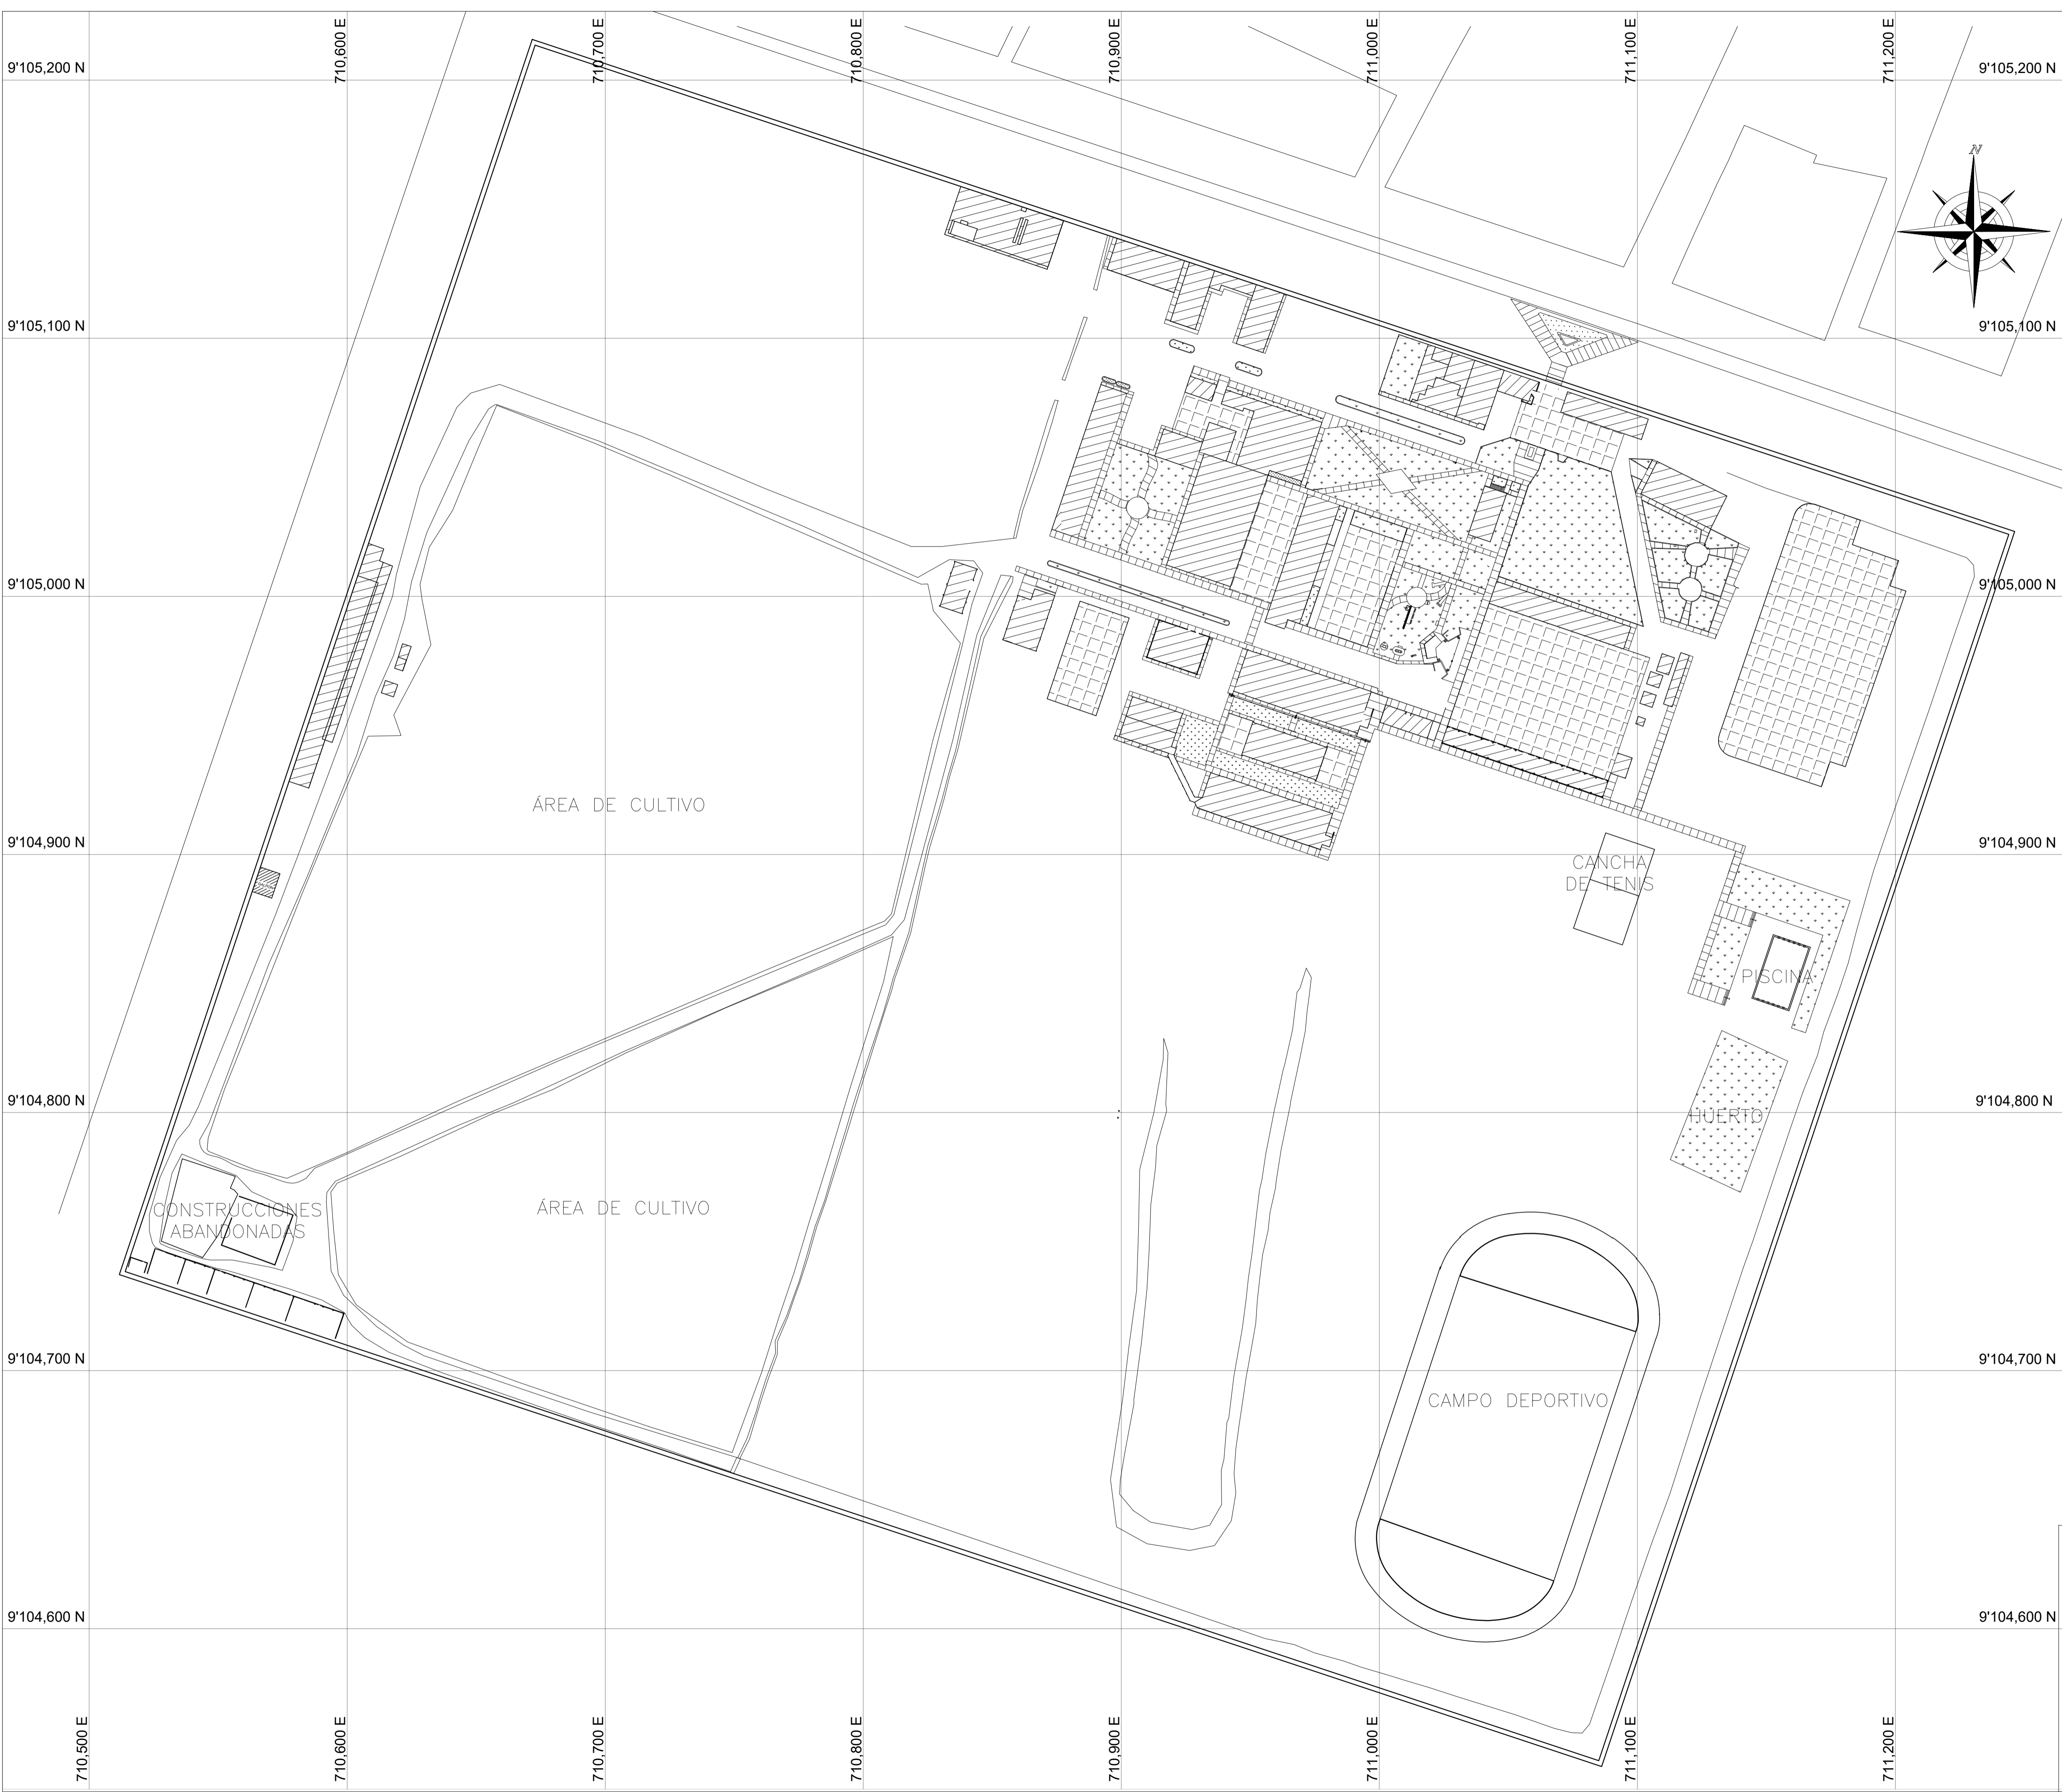 710,600 E
710,700 E
710,800 E
710,900 E
711,000 E
711,100 E
711,200 E
9'105,200 N
9'105,200 N
N
9'105,100 N
9'105,100 N
9'105,000 N
9'105,000 N
ÁREA DE CULTIVO
9'104,900 N
9'104,900 N
CANCHA
DE TENIS
PISCINA
9'104,800 N
9'104,800 N
HUERTO
CONSTRUCCIONES
ABANDONADAS
ÁREA DE CULTIVO
9'104,700 N
9'104,700 N
CAMPO DEPORTIVO
9'104,600 N
9'104,600 N
710,500 E
710,600 E
710,700 E
710,800 E
710,900 E
711,000 E
711,100 E
711,200 E